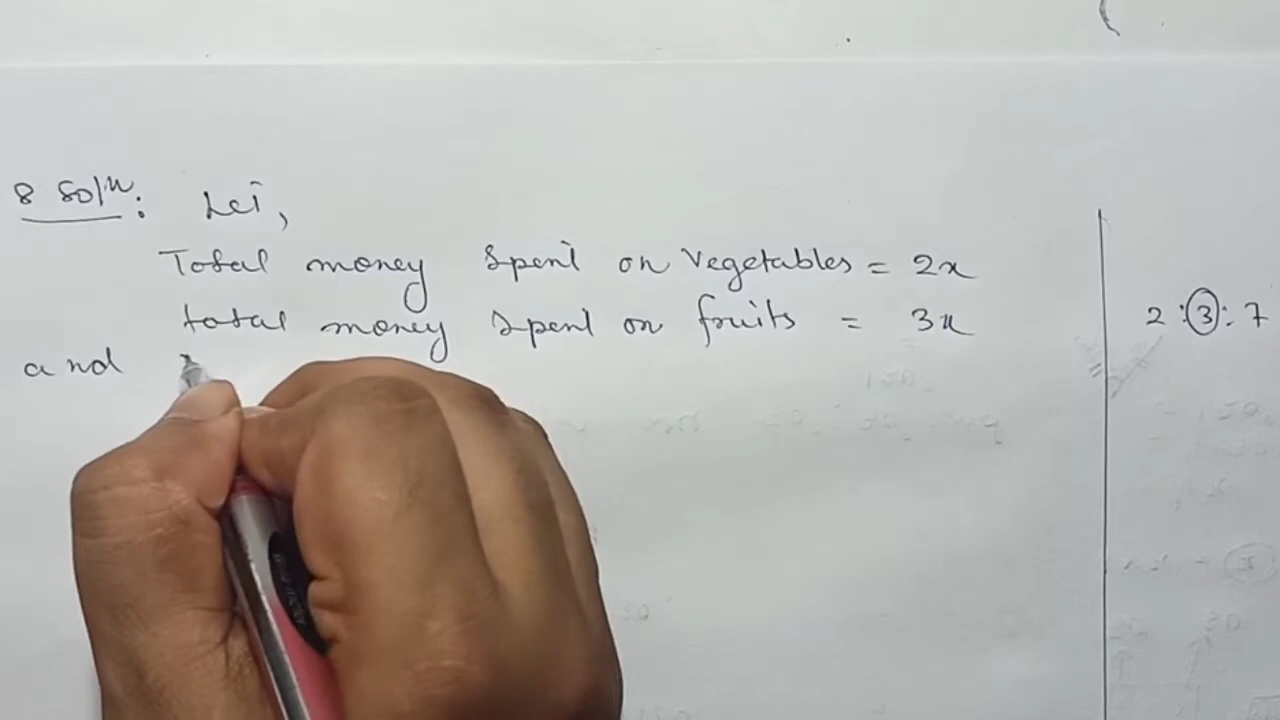 8 Soln: Let,
Total money Spent on Vegetables = 2x
total money Spent on fruits = 3x
and
2 : 3 : 7